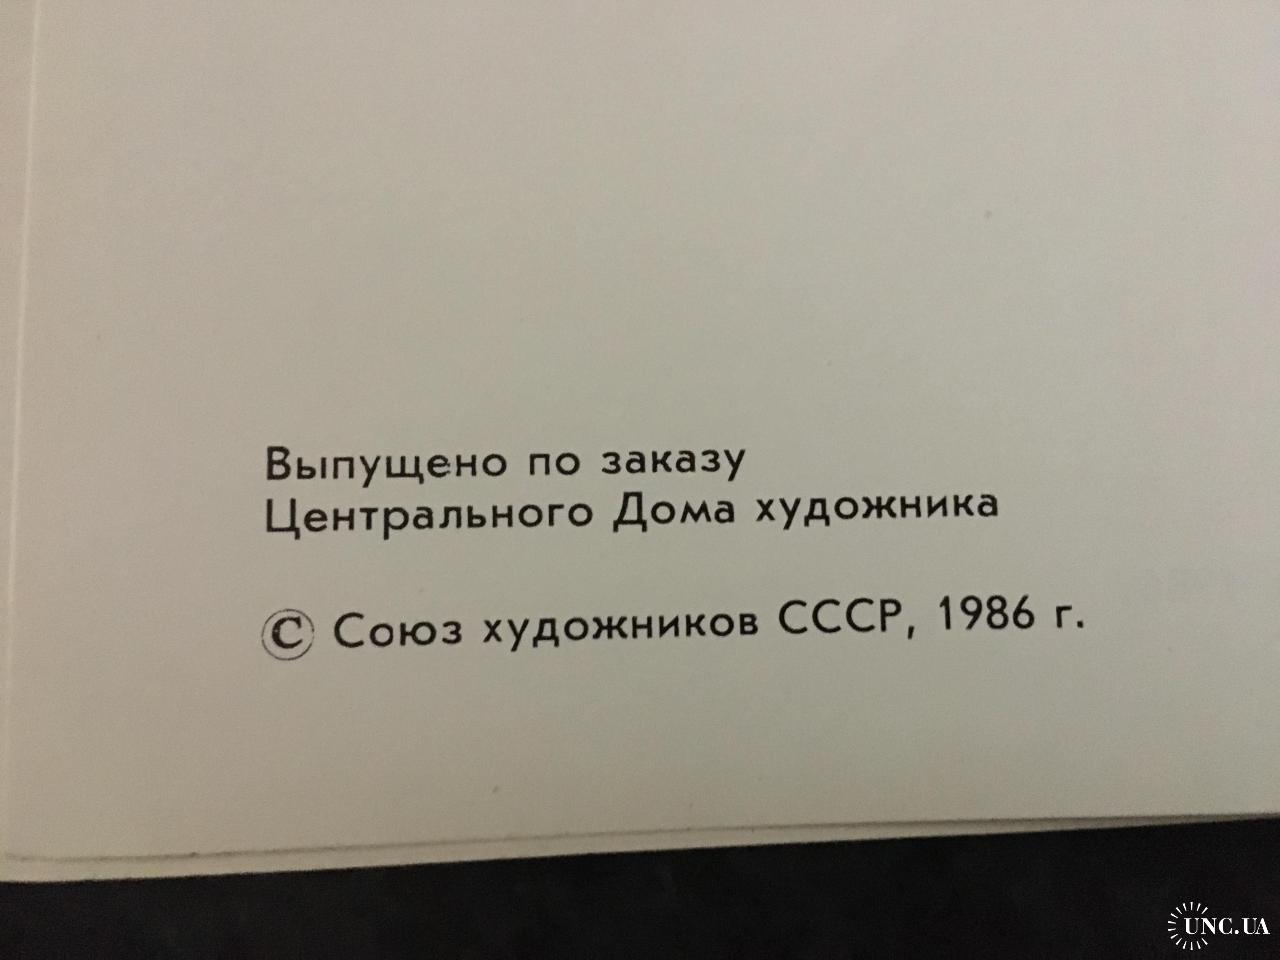 Выпущено по заказу
Центрального Дома художника
© Союз художников СССР, 1986 г.
UNC.UA